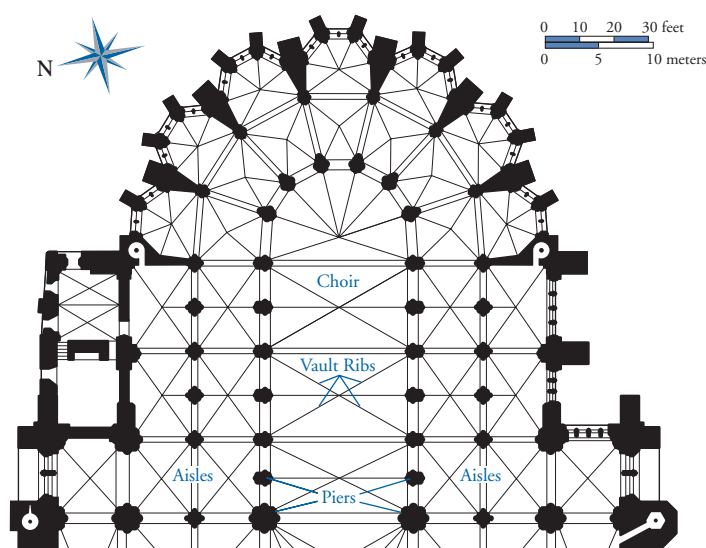 N
0 10 20 30 feet
0 5 10 meters
Choir
Vault Ribs
Aisles
Aisles
Piers